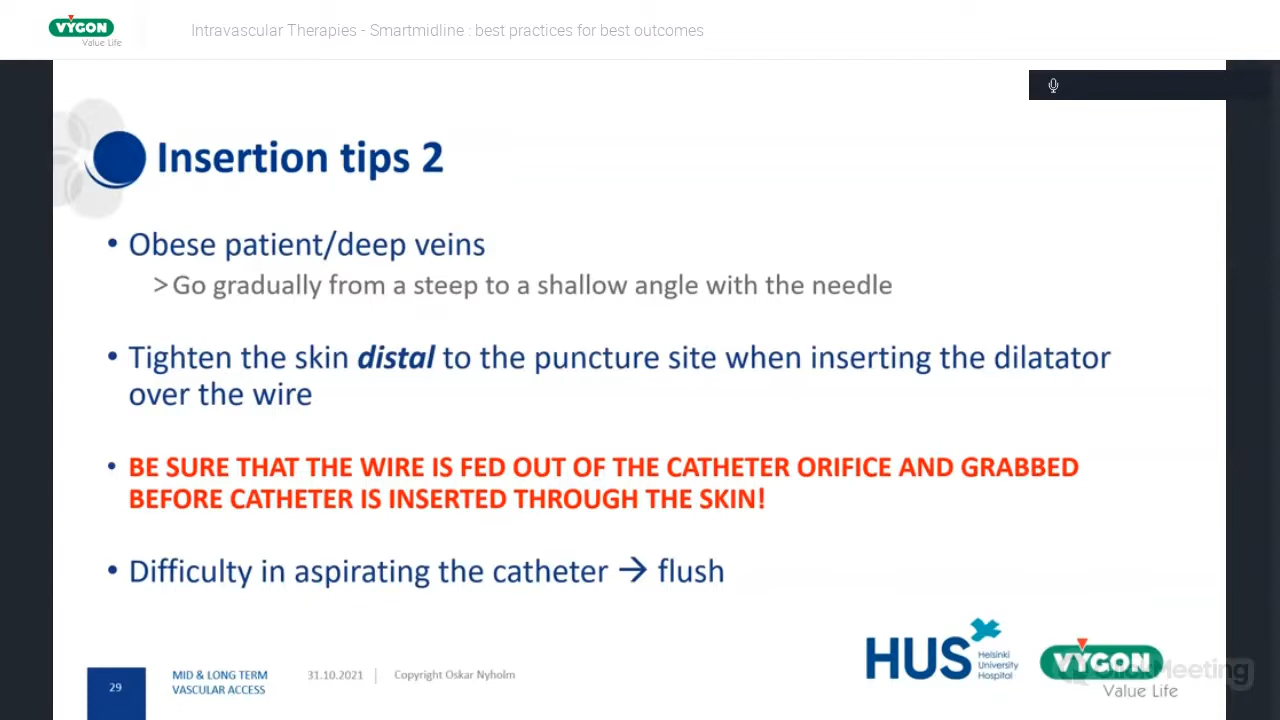 VYGON
Value Life
Intravascular Therapies - Smartmidline : best practices for best outcomes
Insertion tips 2
• Obese patient/deep veins
> Go gradually from a steep to a shallow angle with the needle
• Tighten the skin distal to the puncture site when inserting the dilatator
over the wire
• BE SURE THAT THE WIRE IS FED OUT OF THE CATHETER ORIFICE AND GRABBED
BEFORE CATHETER IS INSERTED THROUGH THE SKIN!
• Difficulty in aspirating the catheter → flush
HUS
Helsinki
University
Hospital
VYGON
Value Life
ClickMeeting
29
MID & LONG TERM
VASCULAR ACCESS
31.10.2021
Copyright Oskar Nyholm